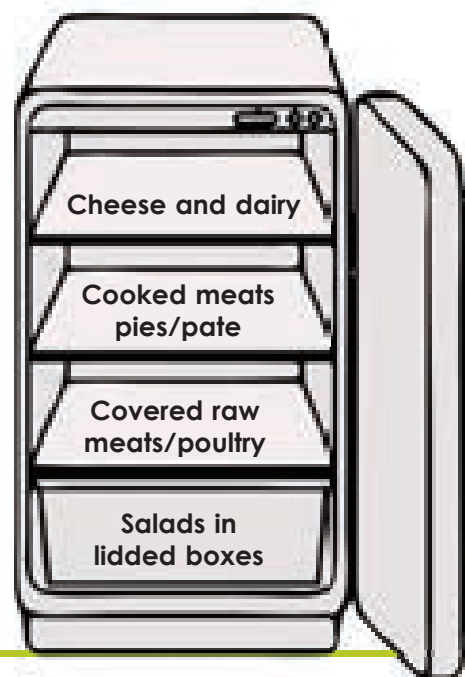 Cheese and dairy
Cooked meats
pies/pate
Covered raw
meats/poultry
Salads in
lidded boxes